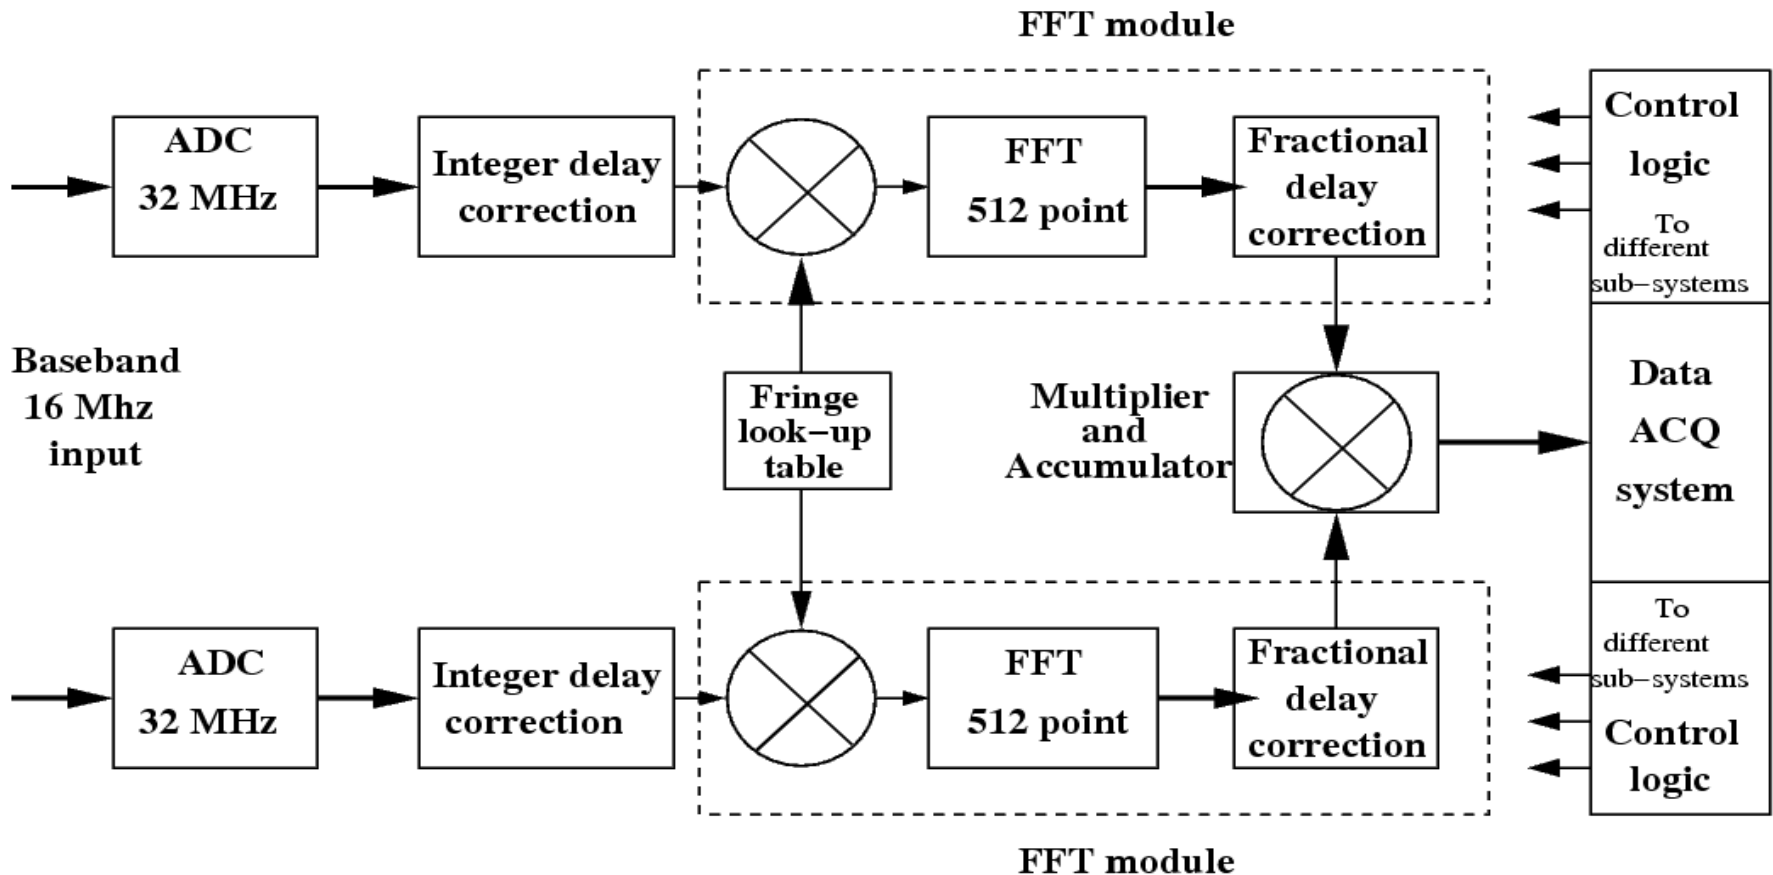 FFT module
ADC
32 MHz
Integer delay
correction
FFT
512 point
Fractional
delay
correction
Control
logic
To
different
sub−systems
Baseband
16 Mhz
input
Fringe
look−up
table
Multiplier
and
Accumulator
Data
ACQ
system
ADC
32 MHz
Integer delay
correction
FFT
512 point
Fractional
delay
correction
To
different
sub−systems
Control
logic
FFT module